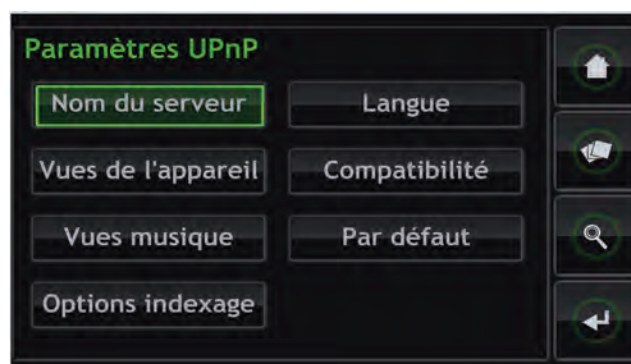 Paramètres UPnP
Nom du serveur
Langue
Vues de l'appareil
Compatibilité
Vues musique
Par défaut
Options indexage